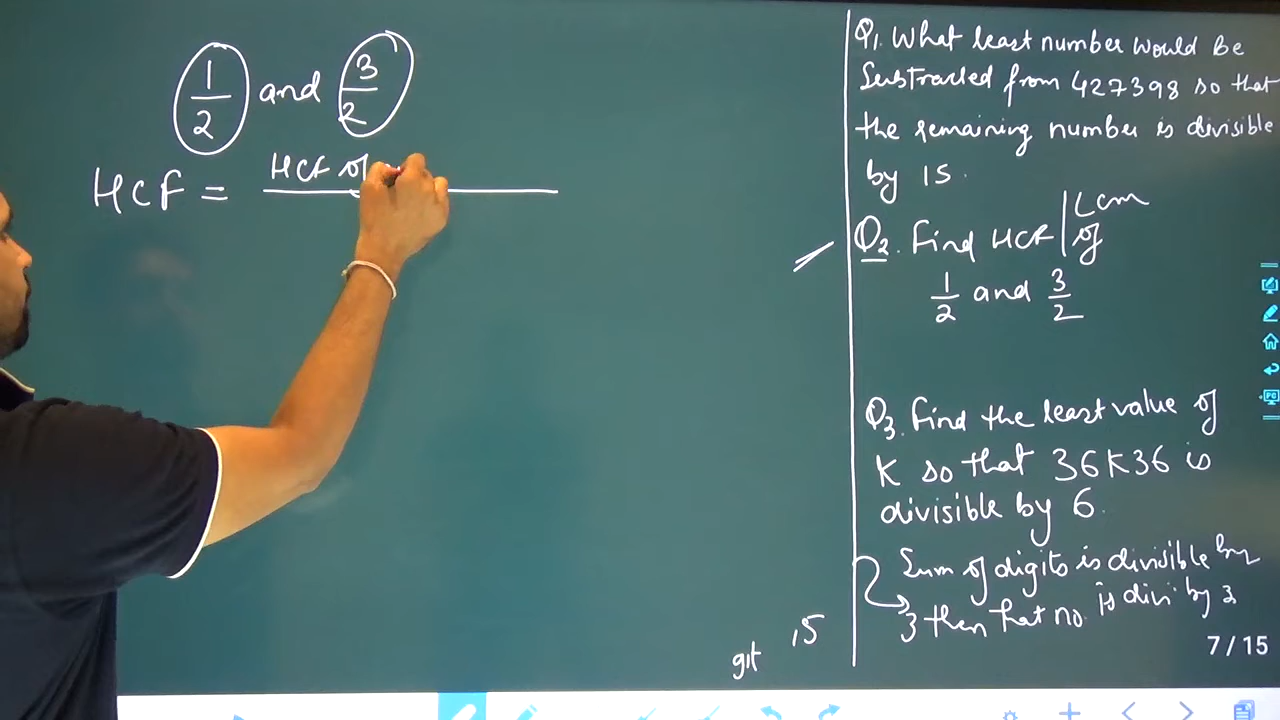 1/2 and 3/2
HCF = HCF of
Q1. What least number would be
Subtracted from 427398 so that
the remaining number is divisible
by 15.
Q2. Find HCF | Lcm of
1/2 and 3/2
Q3. Find the least value of
K so that 36K36 is
divisible by 6.
Sum of digits is divisible by
3 then that no. is div. by 3
15
7/15